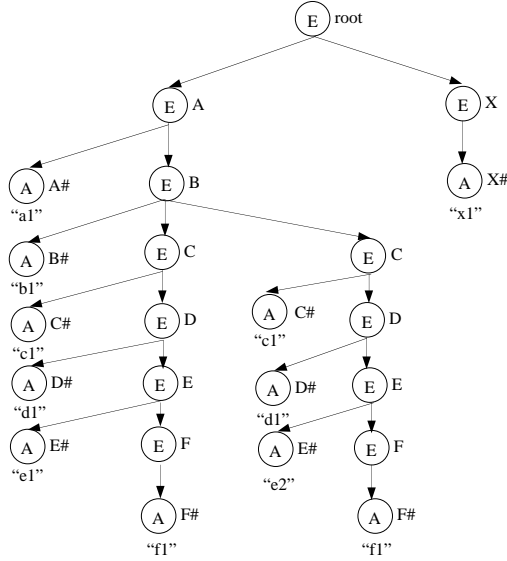 E root
E A E X
A A# E B A X#
“a1” “x1”
A B# E C E C
“b1”
A C# E D A C# E D
“c1” “c1”
A D# E E A D# E E
“d1” “d1”
A E# E F A E# E F
“e1” “e2”
A F# A F#
“f1” “f1”